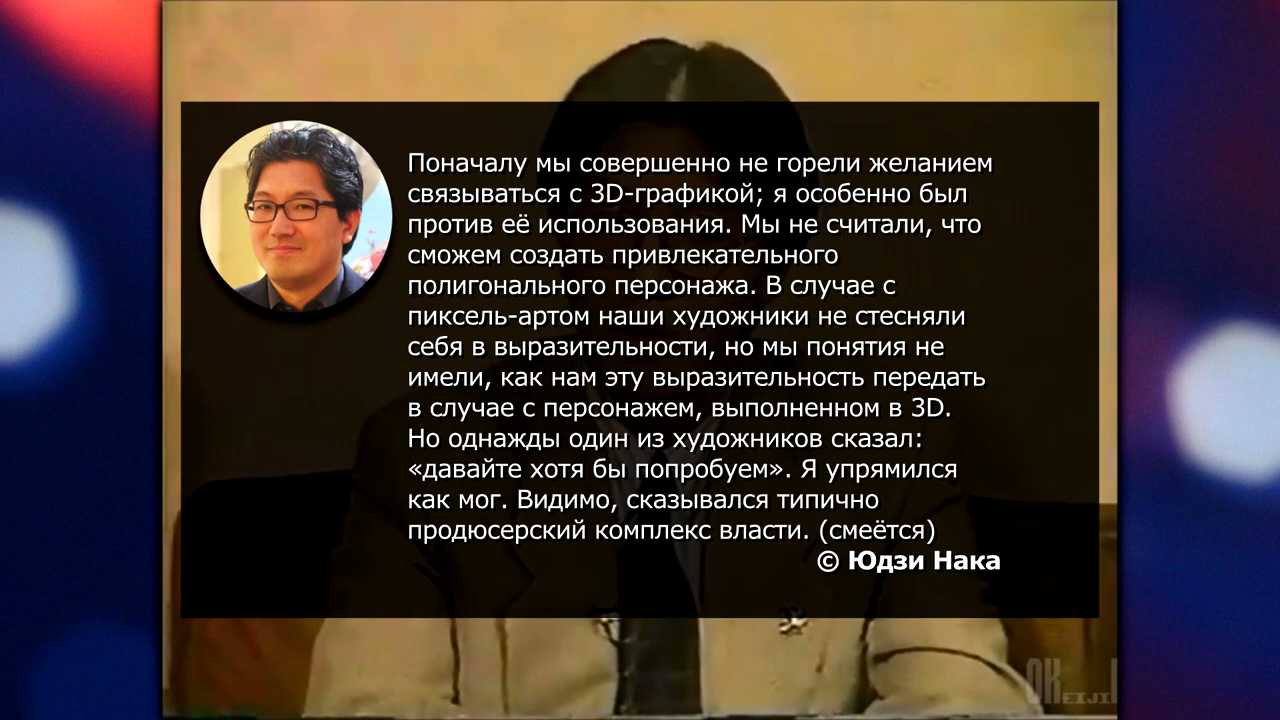 Поначалу мы совершенно не горели желанием
связываться с 3D-графикой; я особенно был
против её использования. Мы не считали, что
сможем создать привлекательного
полигонального персонажа. В случае с
пиксель-артом наши художники не стесняли
себя в выразительности, но мы понятия не
имели, как нам эту выразительность передать
в случае с персонажем, выполненном в 3D.
Но однажды один из художников сказал:
«давайте хотя бы попробуем». Я упрямился
как мог. Видимо, сказывался типично
продюсерский комплекс власти. (смеётся)
© Юдзи Нака